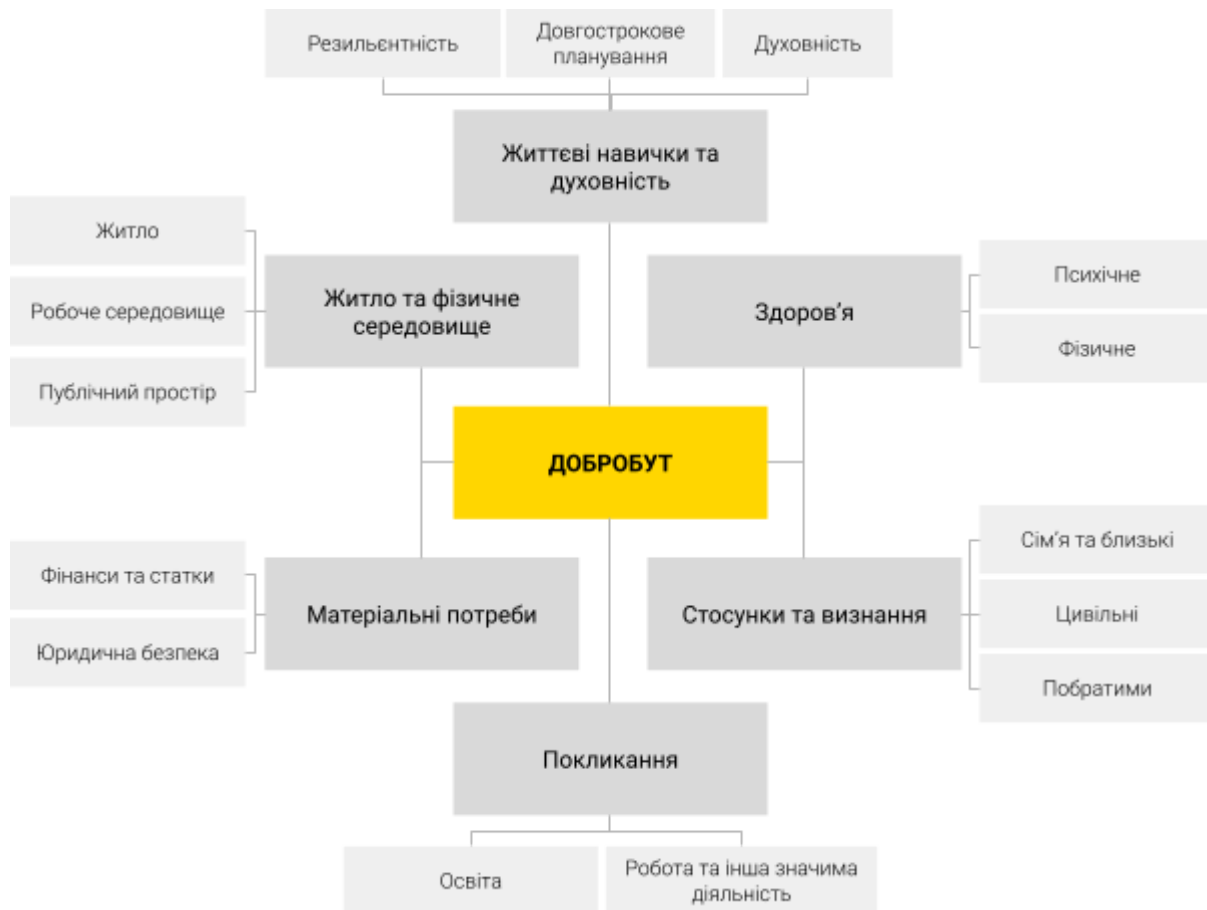 Резильєнтність
Довгострокове
планування
Духовність
Життєві навички та
духовність
Житло
Робоче середовище
Публічний простір
Житло та фізичне
середовище
Здоров’я
Психічне
Фізичне
ДОБРОБУТ
Фінанси та статки
Юридична безпека
Матеріальні потреби
Стосунки та визнання
Сім’я та близькі
Цивільні
Побратими
Покликання
Освіта
Робота та інша значима
діяльність